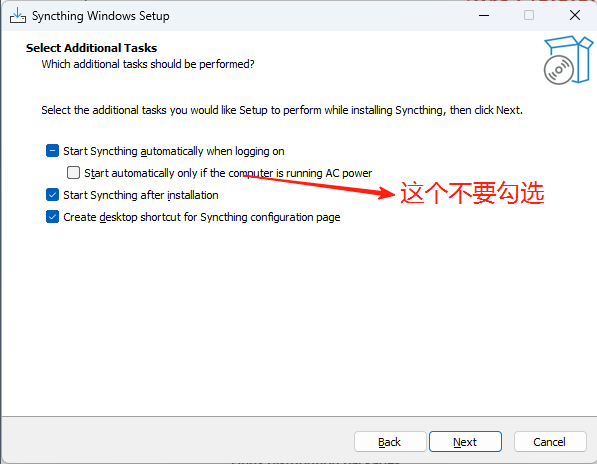 Syncthing Windows Setup
Select Additional Tasks
Which additional tasks should be performed?
Select the additional tasks you would like Setup to perform while installing Syncthing, then click Next.
Start Syncthing automatically when logging on
Start automatically only if the computer is running AC power
这个不要勾选
Start Syncthing after installation
Create desktop shortcut for Syncthing configuration page
Back
Next
Cancel